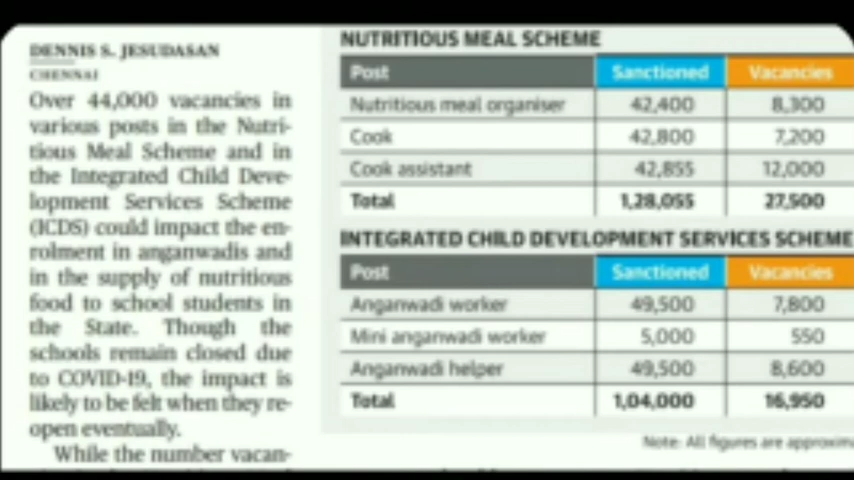 DENNIS S. JESUDASAN
CHENNAI
Over 44,000 vacancies in
various posts in the Nutri-
tious Meal Scheme and in
the Integrated Child Deve-
lopment Services Scheme
(ICDS) could impact the en-
rolment in anganwadis and
in the supply of nutritious
food to school students in
the State. Though the
schools remain closed due
to COVID-19, the impact is
likely to be felt when they re-
open eventually.
While the number vacan-
NUTRITIOUS MEAL SCHEME
Post Sanctioned Vacancies
Nutritious meal organiser 42,400 8,300
Cook 42,800 7,200
Cook assistant 42,855 12,000
Total 1,28,055 27,500
INTEGRATED CHILD DEVELOPMENT SERVICES SCHEME
Post Sanctioned Vacancies
Anganwadi worker 49,500 7,800
Mini anganwadi worker 5,000 550
Anganwadi helper 49,500 8,600
Total 1,04,000 16,950
Note: All figures are approxima